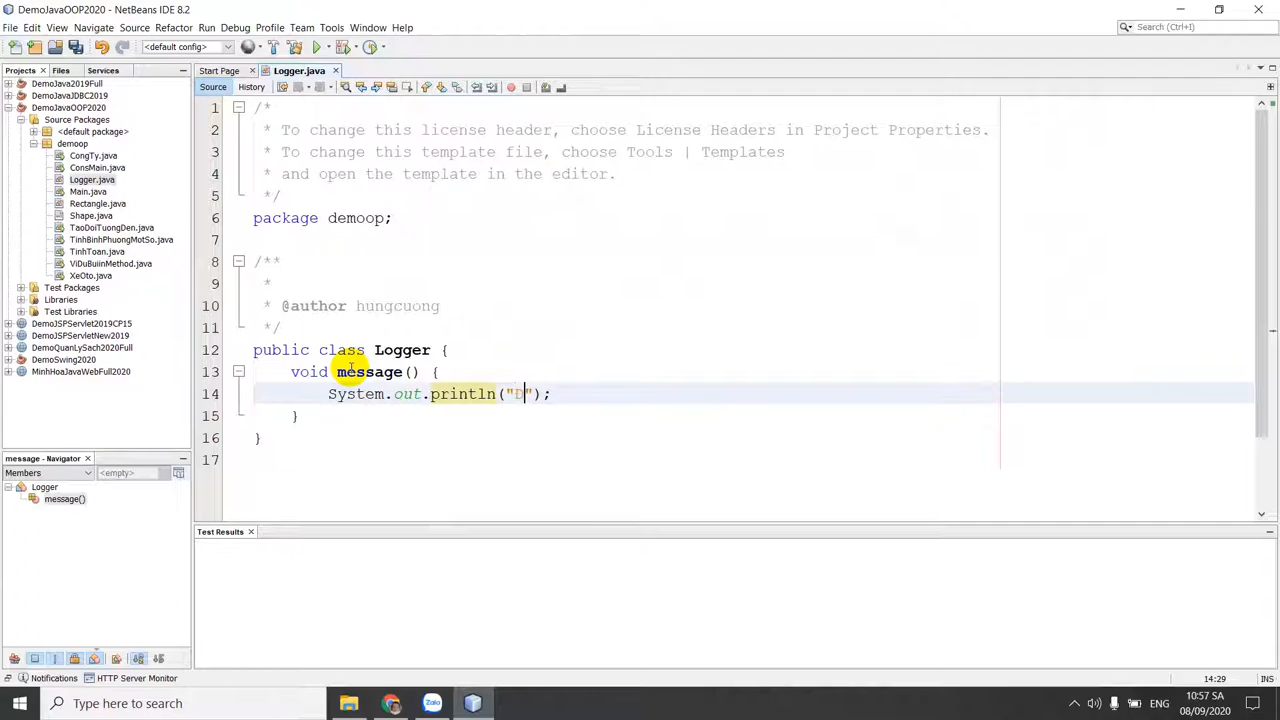 DemoJavaOOP2020 - NetBeans IDE 8.2
File Edit View Navigate Source Refactor Run Debug Profile Team Tools Window Help
Search (Ctrl+I)
<default config>
Projects Files Services
Start Page Logger.java
Source History
DemoJava2019Full
DemoJavaJDBC2019
DemoJavaOOP2020
Source Packages
<default package>
demoop
CongTy.java
ConsMain.java
Logger.java
Main.java
Rectangle.java
Shape.java
TaoDoiTuongDen.java
TinhBinhPhuongMotSo.java
TinhToan.java
ViDuBuiinMethod.java
XeOto.java
Test Packages
Libraries
Test Libraries
DemoJSPServlet2019CP15
DemoJSPServletNew2019
DemoQuanLySach2020Full
DemoSwing2020
MinhHoaJavaWebFull2020
1 /*
2 * To change this license header, choose License Headers in Project Properties.
3 * To change this template file, choose Tools | Templates
4 * and open the template in the editor.
5 */
6 package demoop;
7
8 /**
9 *
10 * @author hungcuong
11 */
12 public class Logger {
13 void message() {
14 System.out.println("D");
15 }
16 }
17
message - Navigator
Members <empty>
Logger
message()
Test Results
Notifications HTTP Server Monitor
14:29 INS
Type here to search
Zalo
ENG
10:57 SA
08/09/2020